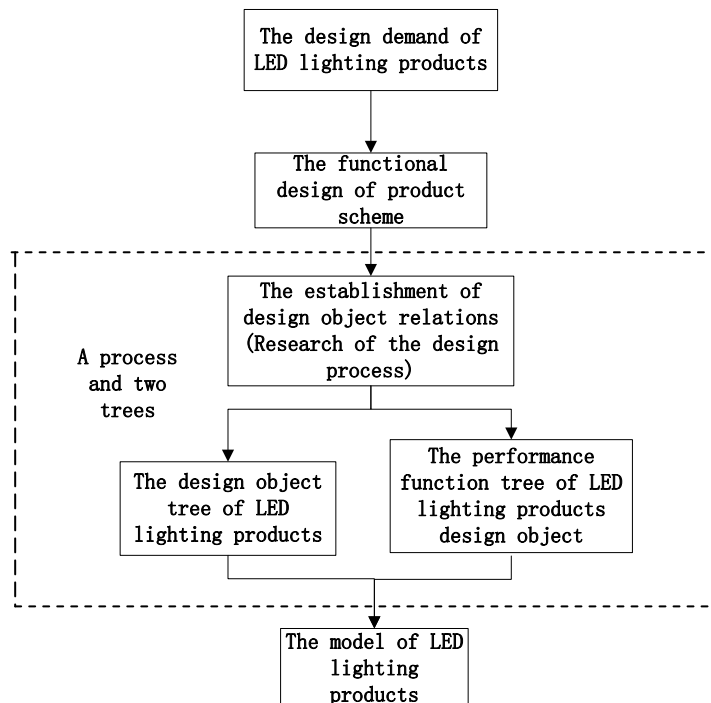 The design demand of
LED lighting products
The functional
design of product
scheme
The establishment of
design object relations
(Research of the design
process)
A process
and two
trees
The design object
tree of LED
lighting products
The performance
function tree of LED
lighting products
design object
The model of LED
lighting
products